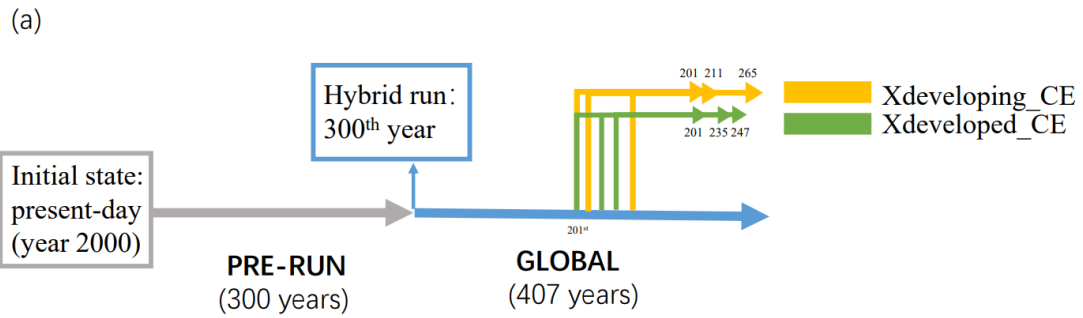 (a)
Initial state:
present-day
(year 2000)
Hybrid run:
300th year
PRE-RUN
(300 years)
GLOBAL
(407 years)
201st
201 211 265
201 235 247
Xdeveloping_CE
Xdeveloped_CE